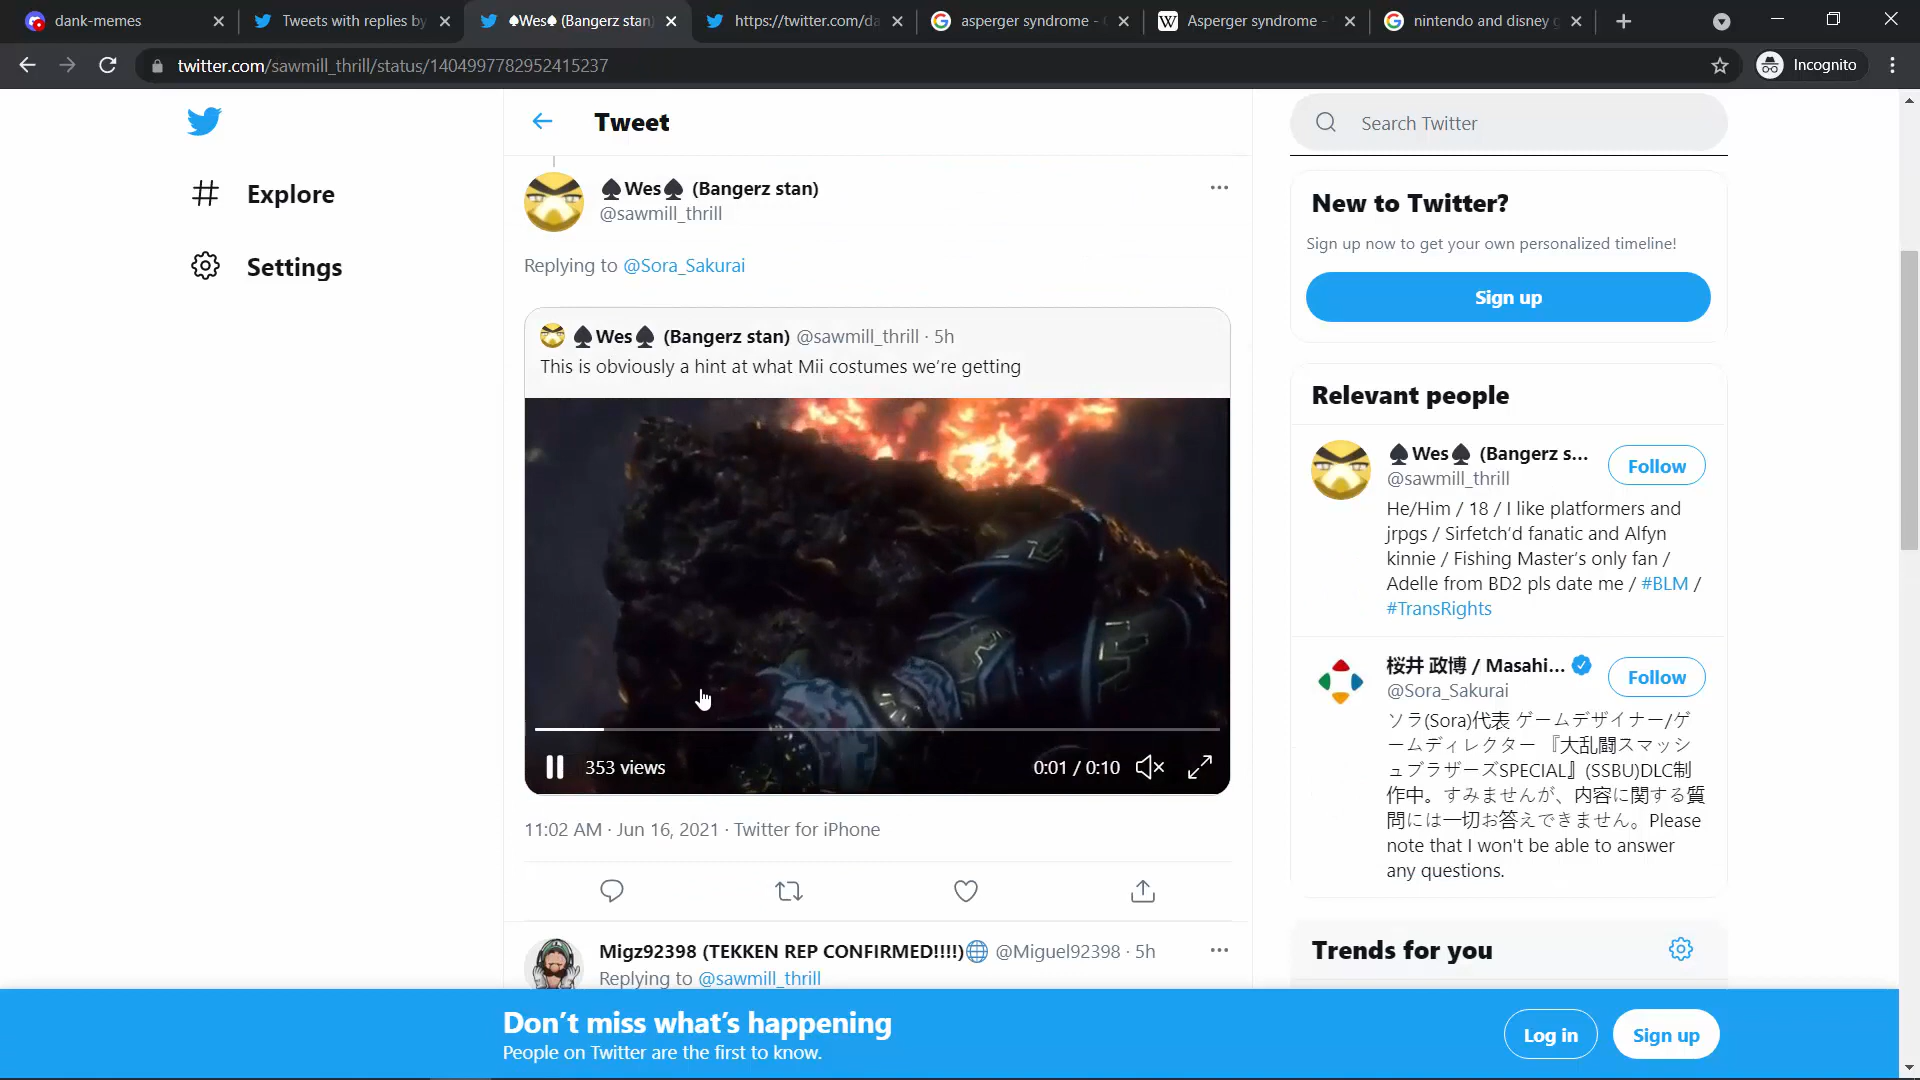 dank-memes
Tweets with replies by
♠Wes♠ (Bangerz stan)
https://twitter.com/da
asperger syndrome -
Asperger syndrome -
nintendo and disney g
twitter.com/sawmill_thrill/status/1404997782952415237
Incognito
Explore
Settings
Tweet
♠Wes♠ (Bangerz stan)
@sawmill_thrill
Replying to @Sora_Sakurai
♠Wes♠ (Bangerz stan) @sawmill_thrill · 5h
This is obviously a hint at what Mii costumes we're getting
353 views
0:01 / 0:10
11:02 AM · Jun 16, 2021 · Twitter for iPhone
Migz92398 (TEKKEN REP CONFIRMED!!!!)🌐 @Miguel92398 · 5h
Replying to @sawmill_thrill
Search Twitter
New to Twitter?
Sign up now to get your own personalized timeline!
Sign up
Relevant people
♠Wes♠ (Bangerz s...
@sawmill_thrill
Follow
He/Him / 18 / I like platformers and
jrpgs / Sirfetch'd fanatic and Alfyn
kinnie / Fishing Master's only fan /
Adelle from BD2 pls date me / #BLM /
#TransRights
桜井 政博 / Masahi...
@Sora_Sakurai
Follow
ソラ(Sora)代表 ゲームデザイナー/ゲ
ームディレクター 『大乱闘スマッシ
ュブラザーズSPECIAL』(SSBU)DLC制
作中。すみませんが、内容に関する質
問には一切お答えできません。Please
note that I won't be able to answer
any questions.
Trends for you
Don't miss what's happening
People on Twitter are the first to know.
Log in
Sign up